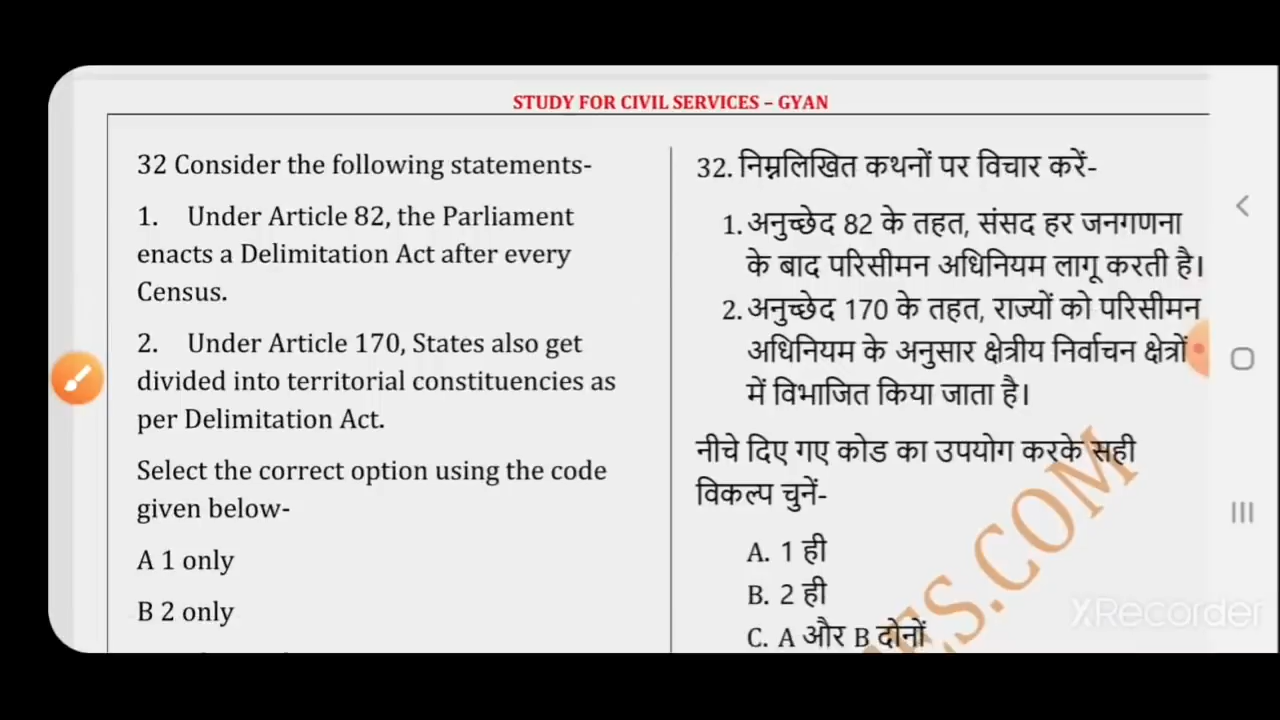 STUDY FOR CIVIL SERVICES – GYAN
32 Consider the following statements-
1. Under Article 82, the Parliament
enacts a Delimitation Act after every
Census.
2. Under Article 170, States also get
divided into territorial constituencies as
per Delimitation Act.
Select the correct option using the code
given below-
A 1 only
B 2 only
32. निम्नलिखित कथनों पर विचार करें-
1. अनुच्छेद 82 के तहत, संसद हर जनगणना
के बाद परिसीमन अधिनियम लागू करती है।
2. अनुच्छेद 170 के तहत, राज्यों को परिसीमन
अधिनियम के अनुसार क्षेत्रीय निर्वाचन क्षेत्रों
में विभाजित किया जाता है।
नीचे दिए गए कोड का उपयोग करके सही
विकल्प चुनें-
A. 1 ही
B. 2 ही
C. A और B दोनों
ES.COM
XRecorder